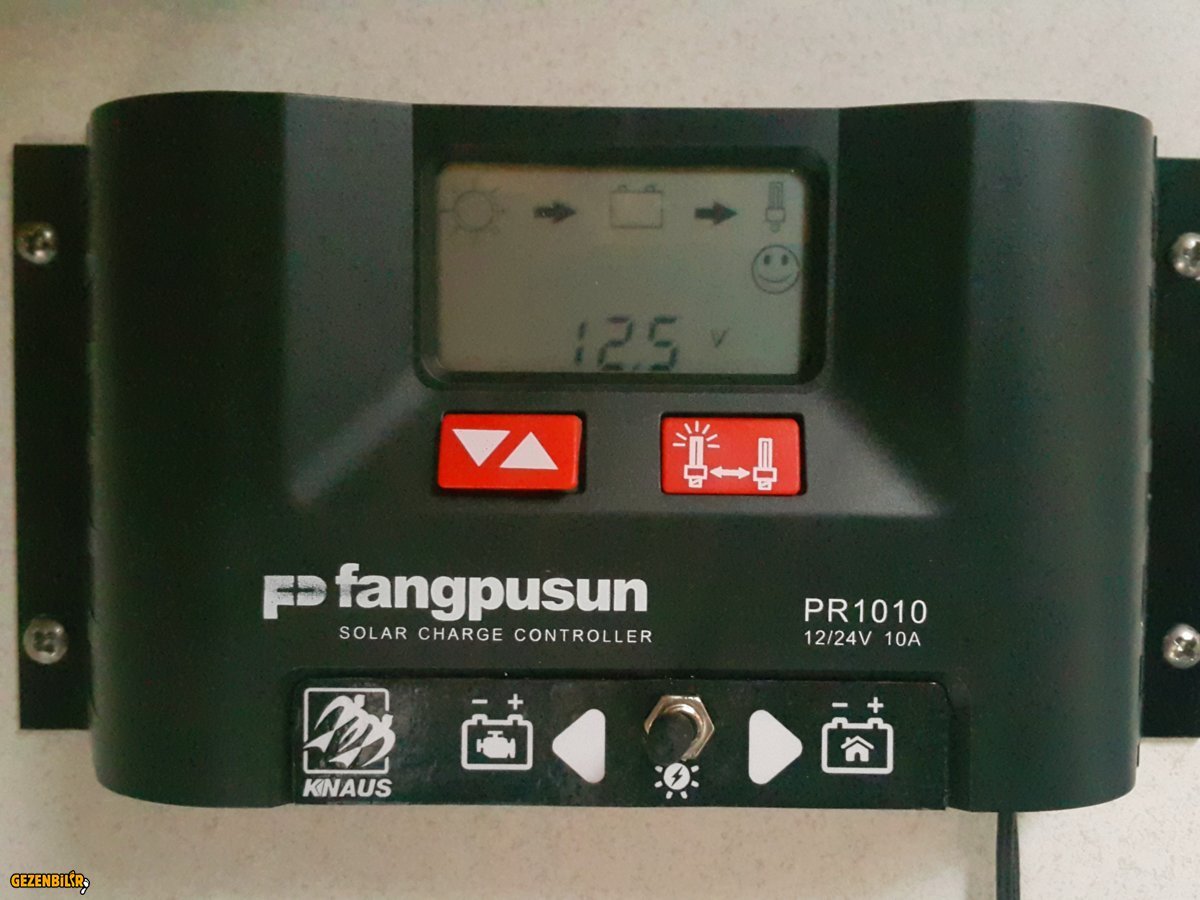 12.5 V
fangpusun
SOLAR CHARGE CONTROLLER
PR1010
12/24V 10A
- +
- +
KNAUS
GEZENBiLiR